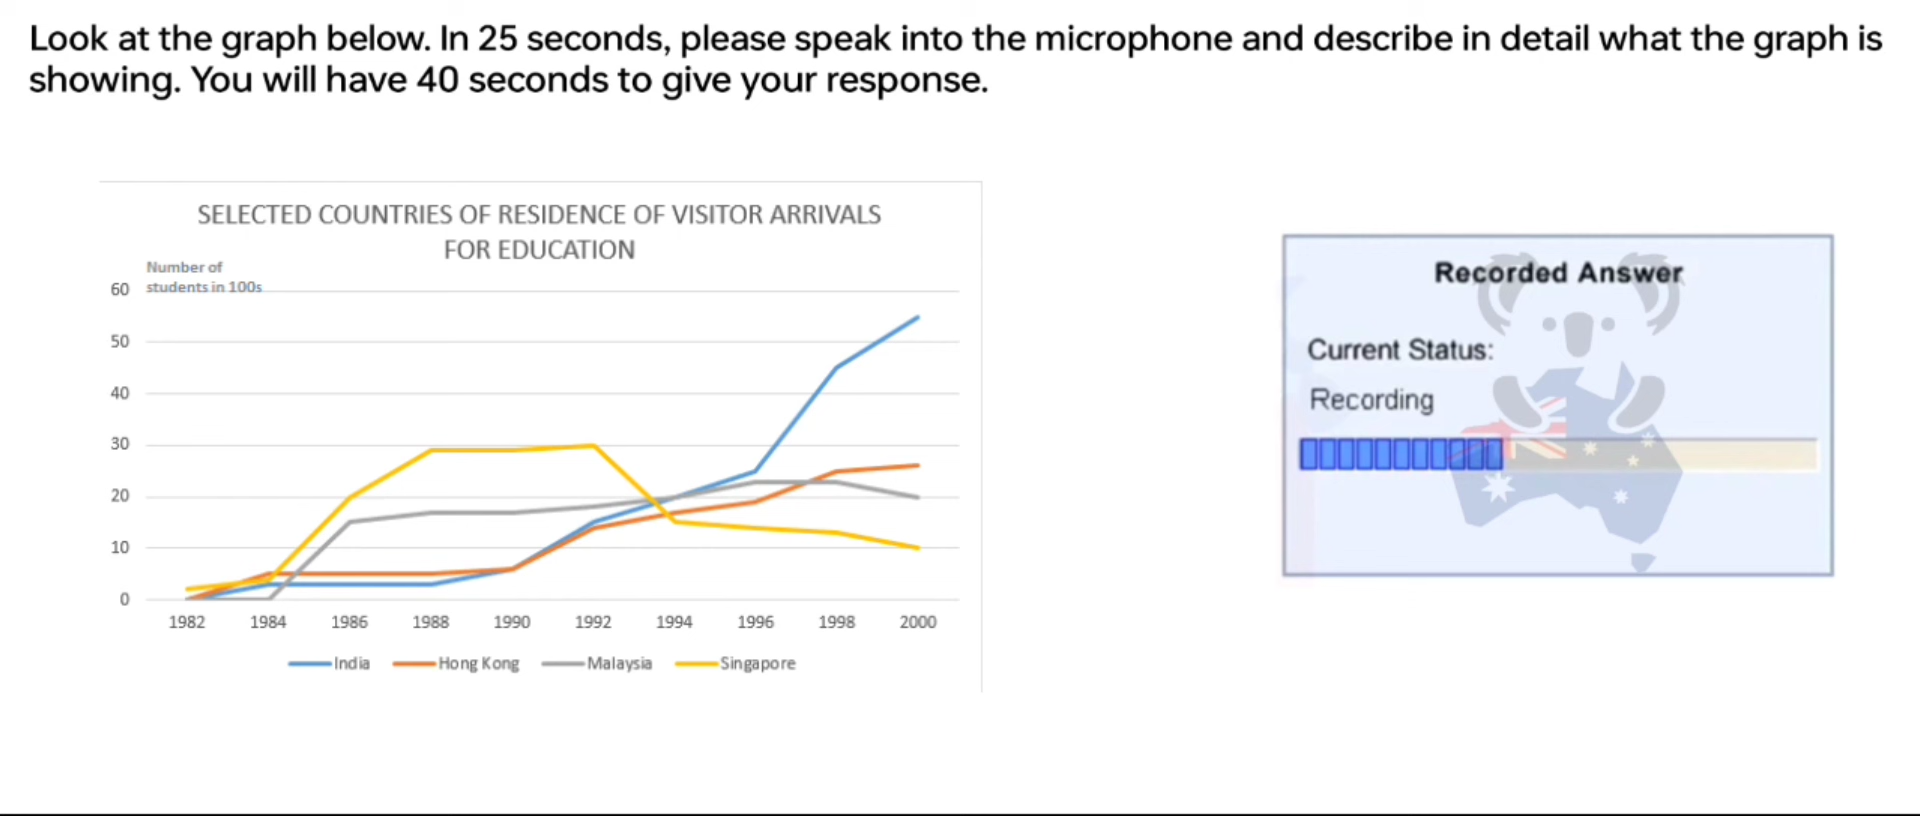 Look at the graph below. In 25 seconds, please speak into the microphone and describe in detail what the graph is
showing. You will have 40 seconds to give your response.
SELECTED COUNTRIES OF RESIDENCE OF VISITOR ARRIVALS
FOR EDUCATION
Number of
students in 100s
60
50
40
30
20
10
0
1982 1984 1986 1988 1990 1992 1994 1996 1998 2000
India Hong Kong Malaysia Singapore
Recorded Answer
Current Status:
Recording